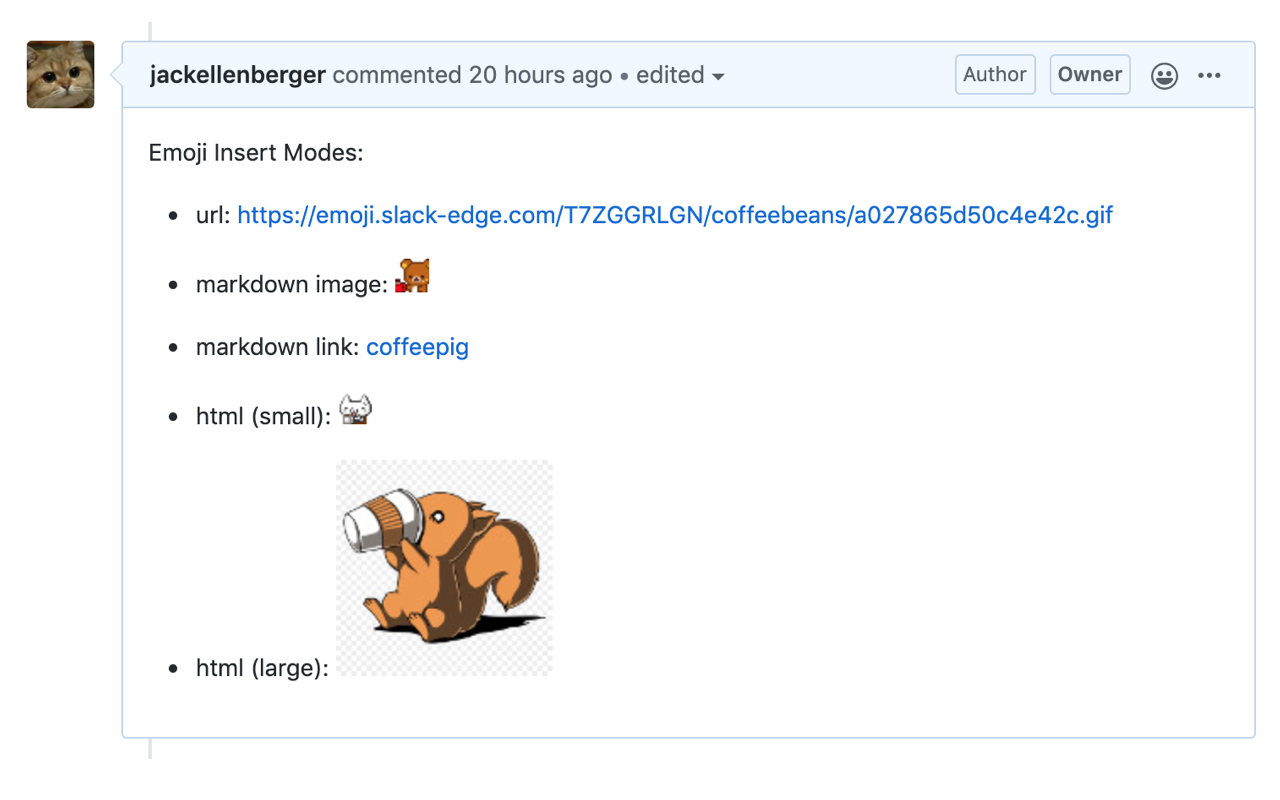 jackellenberger commented 20 hours ago • edited
Author
Owner
Emoji Insert Modes:
• url: https://emoji.slack-edge.com/T7ZGGRLGN/coffeebeans/a027865d50c4e42c.gif
• markdown image:
• markdown link: coffeepig
• html (small):
• html (large):